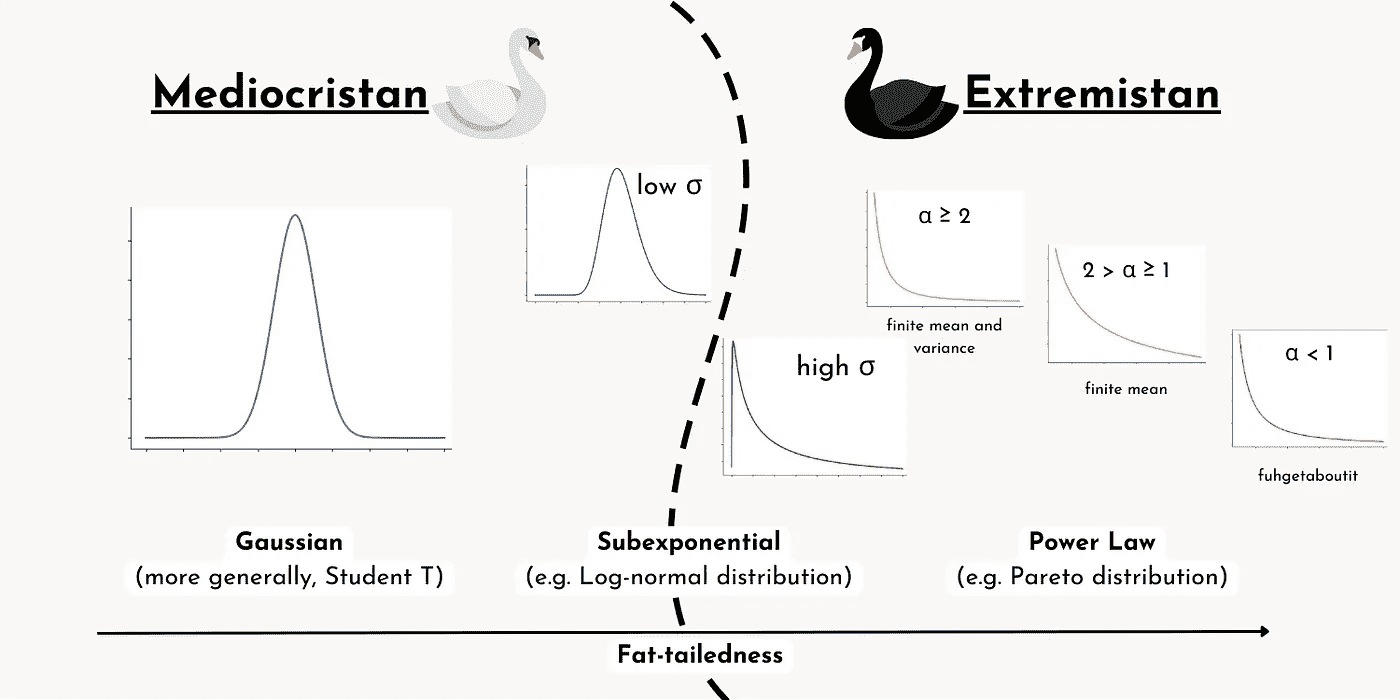 Mediocristan
Extremistan
low σ
high σ
α ≥ 2
finite mean and
variance
2 > α ≥ 1
finite mean
α < 1
fuhgetaboutit
Gaussian
(more generally, Student T)
Subexponential
(e.g. Log-normal distribution)
Power Law
(e.g. Pareto distribution)
Fat-tailedness